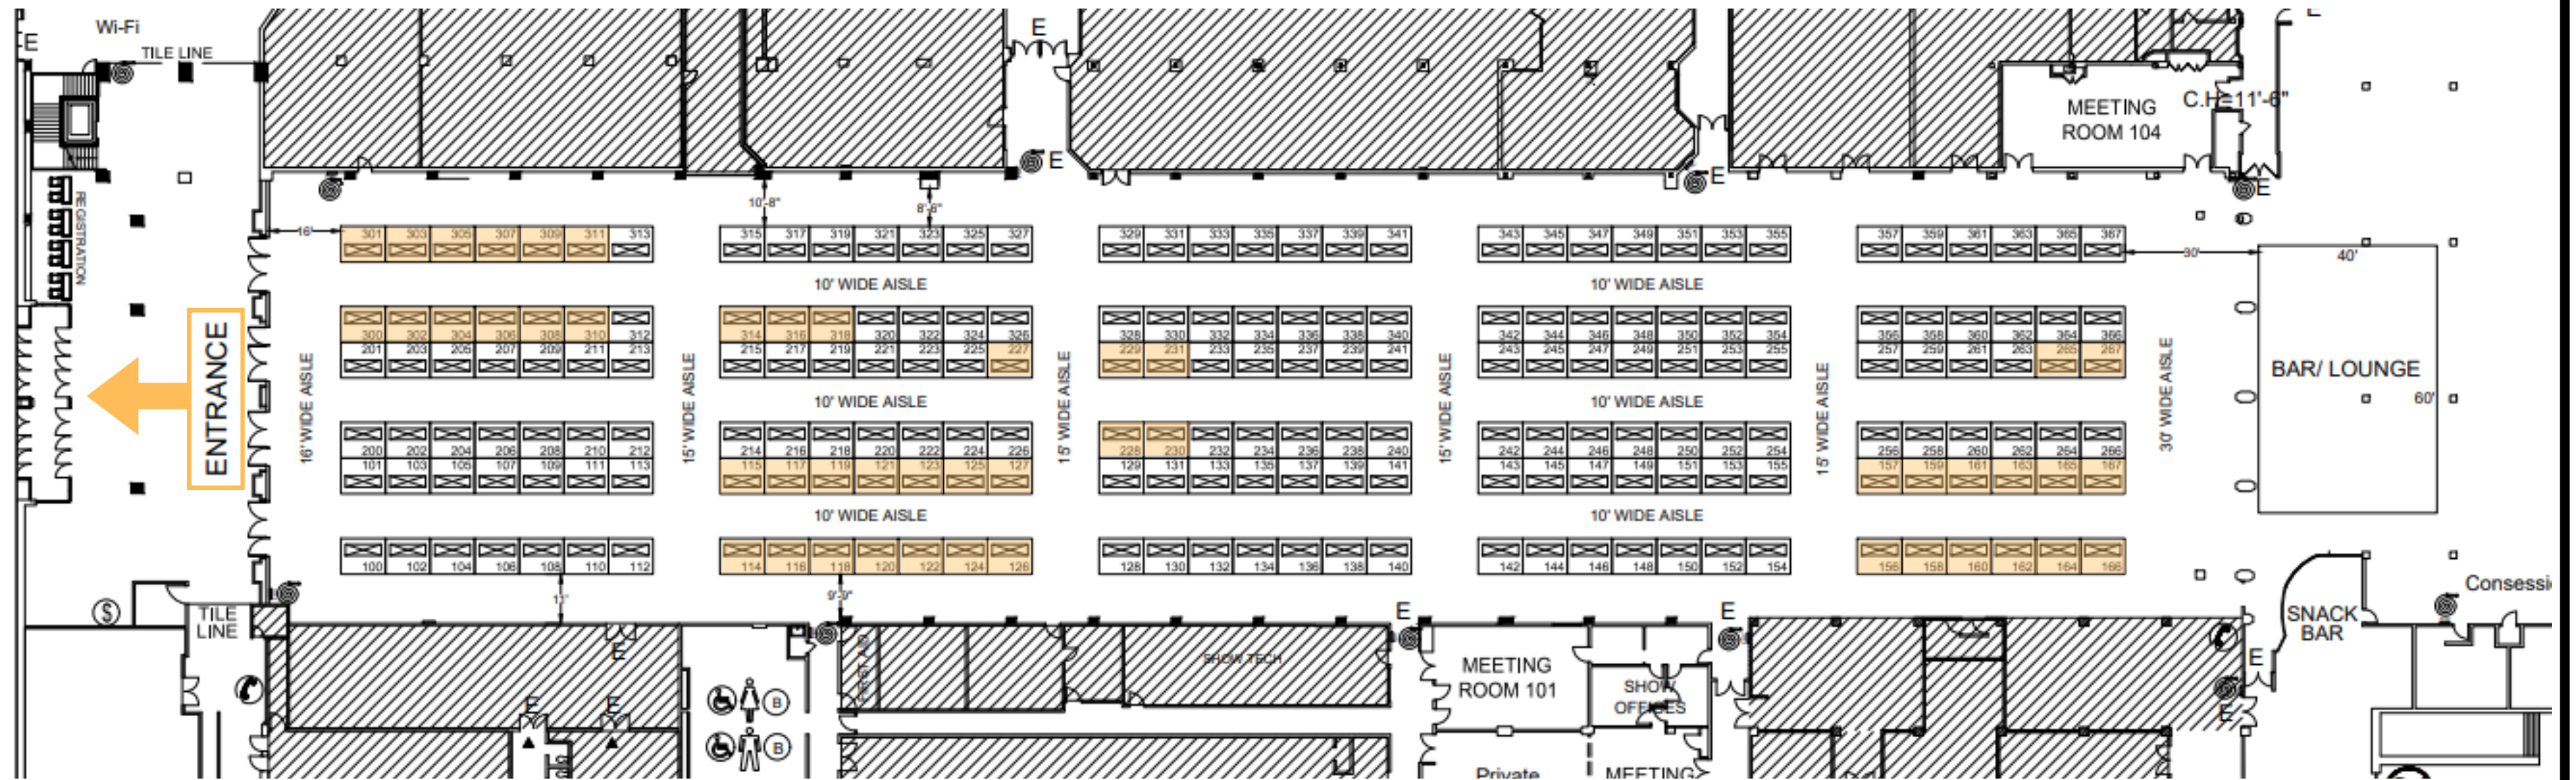 Wi-Fi
E
TILE LINE
E
E
MEETING
ROOM 104
C.H=11'-6"
E
E
E
E
REGISTRATION
10'-8"
8'-6"
16'
301 303 305 307 309 311 313
315 317 319 321 323 325 327
329 331 333 335 337 339 341
343 345 347 349 351 353 355
357 359 361 363 365 367
30'
40'
10' WIDE AISLE
10' WIDE AISLE
300 302 304 306 308 310 312
314 316 318 320 322 324 326
328 330 332 334 336 338 340
342 344 346 348 350 352 354
356 358 360 362 364 366
201 203 205 207 209 211 213
215 217 219 221 223 225 227
229 231 233 235 237 239 241
243 245 247 249 251 253 255
257 259 261 263 265 267
ENTRANCE
16' WIDE AISLE
15' WIDE AISLE
15' WIDE AISLE
15' WIDE AISLE
15' WIDE AISLE
30' WIDE AISLE
BAR/ LOUNGE
60'
10' WIDE AISLE
10' WIDE AISLE
200 202 204 206 208 210 212
214 216 218 220 222 224 226
228 230 232 234 236 238 240
242 244 246 248 250 252 254
256 258 260 262 264 266
101 103 105 107 109 111 113
115 117 119 121 123 125 127
129 131 133 135 137 139 141
143 145 147 149 151 153 155
157 159 161 163 165 167
10' WIDE AISLE
10' WIDE AISLE
100 102 104 106 108 110 112
114 116 118 120 122 124 126
128 130 132 134 136 138 140
142 144 146 148 150 152 154
156 158 160 162 164 166
11'
9'-9"
S
TILE
LINE
E
E
E
FIRST AID
SHOW TECH
E
E
MEETING
ROOM 101
SHOW
OFFICES
B
B
Private
MEETING
SNACK
BAR
Consessi
E
E